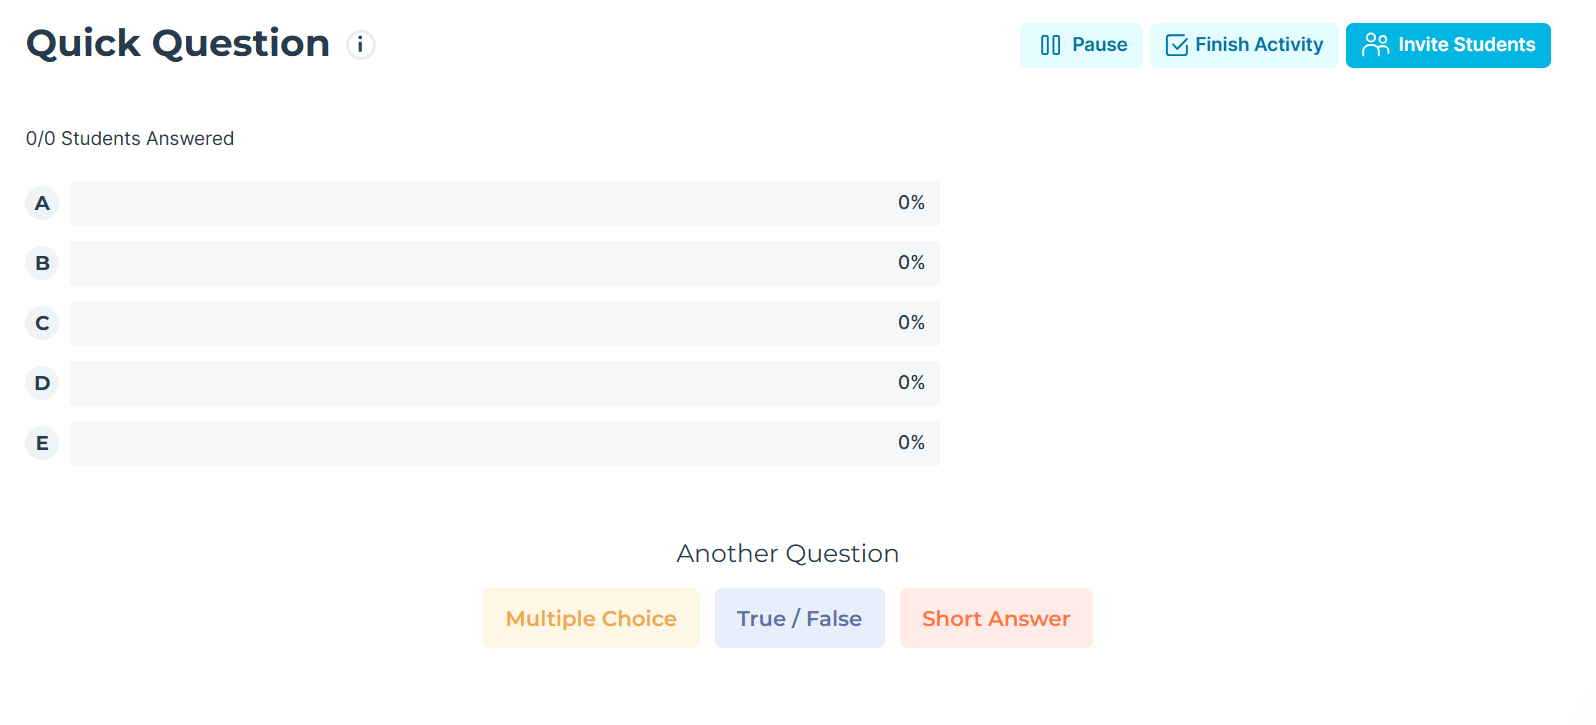 Quick Question i
Pause Finish Activity Invite Students
0/0 Students Answered
A 0%
B 0%
C 0%
D 0%
E 0%
Another Question
Multiple Choice True / False Short Answer